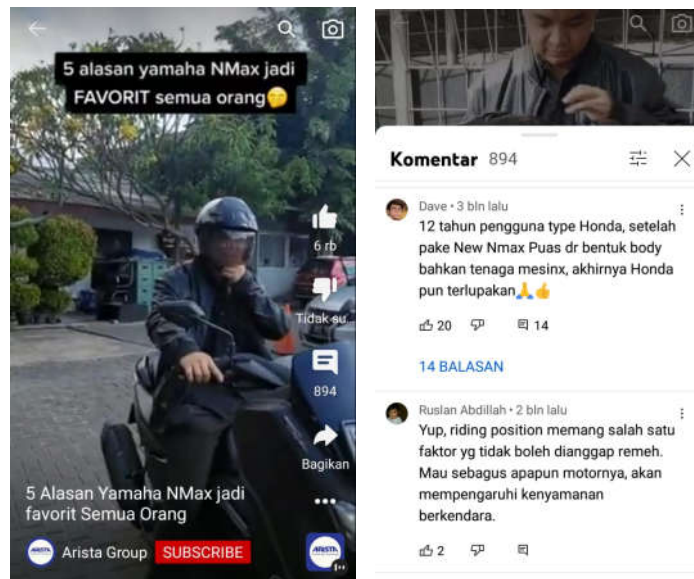 5 alasan yamaha NMax jadi
FAVORIT semua orang🤭
6 rb
Tidak su
894
Bagikan
5 Alasan Yamaha NMax jadi
favorit Semua Orang
ARISTA
Arista Group SUBSCRIBE
ARISTA
Komentar 894
Dave • 3 bln lalu
12 tahun pengguna type Honda, setelah
pake New Nmax Puas dr bentuk body
bahkan tenaga mesinx, akhirnya Honda
pun terlupakan🙏👍
20 14
14 BALASAN
Ruslan Abdillah • 2 bln lalu
Yup, riding position memang salah satu
faktor yg tidak boleh dianggap remeh.
Mau sebagus apapun motornya, akan
mempengaruhi kenyamanan
berkendara.
2